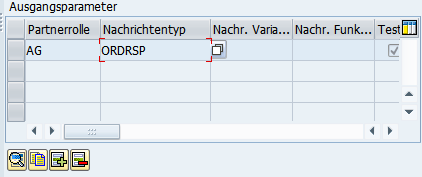 Ausgangsparameter
Partnerrolle Nachrichtentyp Nachr. Varia... Nachr. Funk... Test
AG ORDRSP